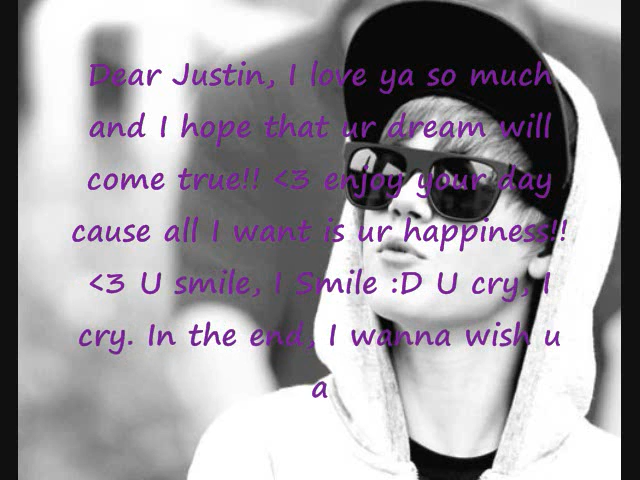 Dear Justin, I love ya so much
and I hope that ur dream will
come true!! <3 enjoy your day
cause all I want is ur happiness!!
<3 U smile, I Smile :D U cry, I
cry. In the end, I wanna wish u
a